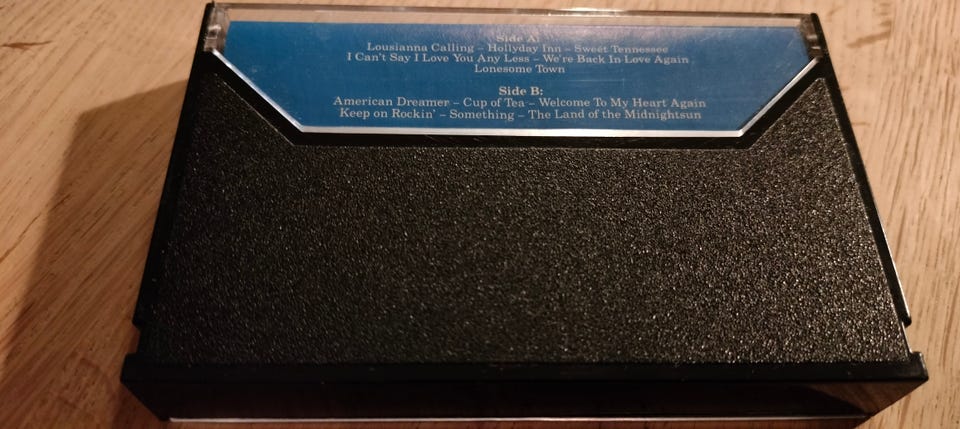 Side A:
Lousianna Calling – Hollyday Inn – Sweet Tennessee
I Can't Say I Love You Any Less – We're Back In Love Again
Lonesome Town
Side B:
American Dreamer – Cup of Tea – Welcome To My Heart Again
Keep on Rockin' – Something – The Land of the Midnightsun